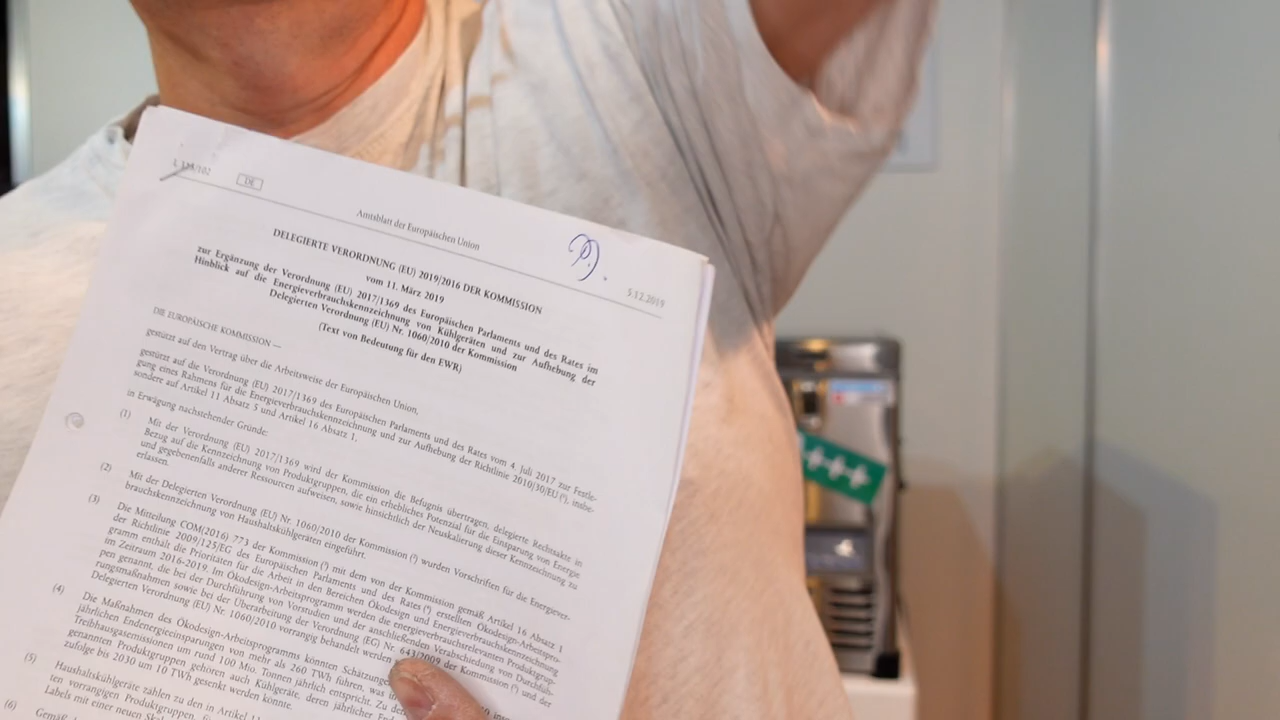 L 315/102
DE
Amtsblatt der Europäischen Union
5.12.2019
DELEGIERTE VERORDNUNG (EU) 2019/2016 DER KOMMISSION
vom 11. März 2019
zur Ergänzung der Verordnung (EU) 2017/1369 des Europäischen Parlaments und des Rates im
Hinblick auf die Energieverbrauchskennzeichnung von Kühlgeräten und zur Aufhebung der
Delegierten Verordnung (EU) Nr. 1060/2010 der Kommission
(Text von Bedeutung für den EWR)
DIE EUROPÄISCHE KOMMISSION —
gestützt auf den Vertrag über die Arbeitsweise der Europäischen Union,
gestützt auf die Verordnung (EU) 2017/1369 des Europäischen Parlaments und des Rates vom 4. Juli 2017 zur Festle-
gung eines Rahmens für die Energieverbrauchskennzeichnung und zur Aufhebung der Richtlinie 2010/30/EU (¹), insbe-
sondere auf Artikel 11 Absatz 5 und Artikel 16 Absatz 1,
in Erwägung nachstehender Gründe:
(1) Mit der Verordnung (EU) 2017/1369 wird der Kommission die Befugnis übertragen, delegierte Rechtsakte in
Bezug auf die Kennzeichnung von Produktgruppen, die ein erhebliches Potenzial für die Einsparung von Energie
und gegebenenfalls anderer Ressourcen aufweisen, sowie hinsichtlich der Neuskalierung dieser Kennzeichnung zu
erlassen.
(2) Mit der Delegierten Verordnung (EU) Nr. 1060/2010 der Kommission (²) wurden Vorschriften für die Energiever-
brauchskennzeichnung von Haushaltskühlgeräten eingeführt.
(3) Die Mitteilung COM(2016) 773 der Kommission (³) mit dem von der Kommission gemäß Artikel 16 Absatz 1
der Richtlinie 2009/125/EG des Europäischen Parlaments und des Rates (⁴) erstellten Ökodesign-Arbeitspro-
gramm enthält die Prioritäten für die Arbeit in den Bereichen Ökodesign und Energieverbrauchskennzeichnung
im Zeitraum 2016-2019. Im Ökodesign-Arbeitsprogramm werden die energieverbrauchsrelevanten Produktgrup-
pen genannt, die bei der Durchführung von Vorstudien und der anschließenden Verabschiedung von Durchfüh-
rungsmaßnahmen sowie bei der Überarbeitung der Verordnung (EG) Nr. 643/2009 der Kommission (⁵) und der
Delegierten Verordnung (EU) Nr. 1060/2010 vorrangig behandelt werden
(4) Die Maßnahmen des Ökodesign-Arbeitsprogramms könnten Schätzungen
jährlichen Endenergieeinsparungen von mehr als 260 TWh führen, was
Treibhausgasemissionen um rund 100 Mio. Tonnen jährlich entspricht. Zu den
genannten Produktgruppen gehören auch Kühlgeräte, deren jährlicher
zufolge bis 2030 um 10 TWh gesenkt werden könnte.
(5) Haushaltskühlgeräte zählen zu den in Artikel 11
ten vorrangigen Produktgruppen,
Labels mit einer neuen
(6) Gemäß